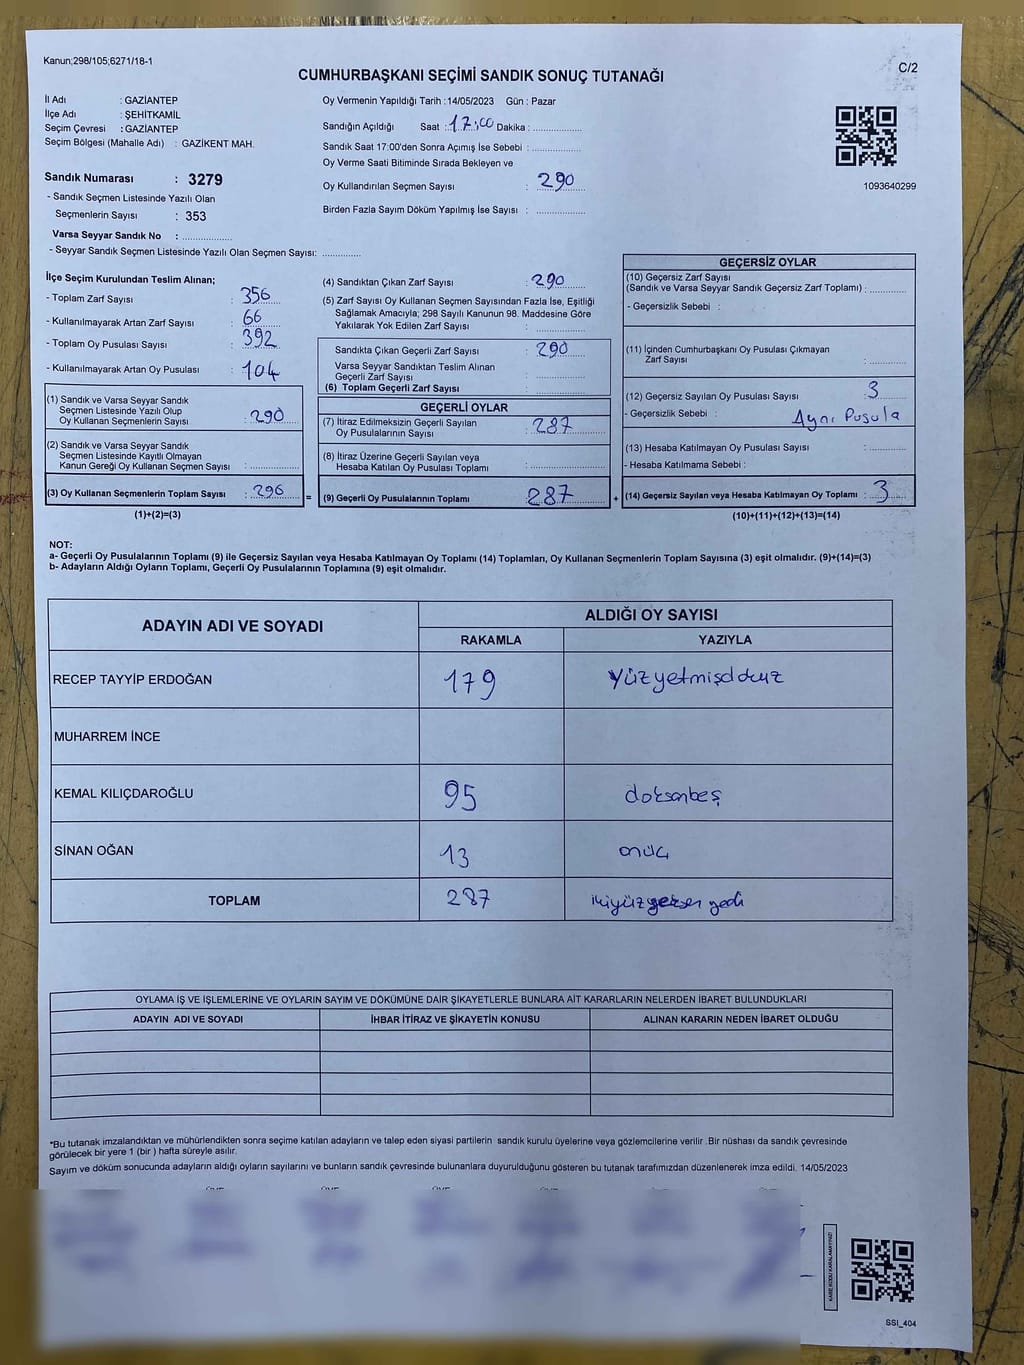 Kanun;298/105;6271/18-1
C/2
CUMHURBAŞKANI SEÇİMİ SANDIK SONUÇ TUTANAĞI
İl Adı : GAZİANTEP
İlçe Adı : ŞEHİTKAMİL
Seçim Çevresi : GAZİANTEP
Seçim Bölgesi (Mahalle Adı) : GAZİKENT MAH.
Sandık Numarası : 3279
- Sandık Seçmen Listesinde Yazılı Olan
Seçmenlerin Sayısı : 353
Varsa Seyyar Sandık No : ..................
- Seyyar Sandık Seçmen Listesinde Yazılı Olan Seçmen Sayısı: ..............
Oy Vermenin Yapıldığı Tarih :14/05/2023 Gün : Pazar
Sandığın Açıldığı Saat : 17,00 Dakika : ..................
Sandık Saat 17:00'den Sonra Açımış İse Sebebi : ..................
Oy Verme Saati Bitiminde Sırada Bekleyen ve
Oy Kullandırılan Seçmen Sayısı : 290
Birden Fazla Sayım Döküm Yapılmış İse Sayısı : ..................
1093640299
İlçe Seçim Kurulundan Teslim Alınan;
- Toplam Zarf Sayısı : 356
- Kullanılmayarak Artan Zarf Sayısı : 66
- Toplam Oy Pusulası Sayısı : 392
- Kullanılmayarak Artan Oy Pusulası : 104
(1) Sandık ve Varsa Seyyar Sandık
Seçmen Listesinde Yazılı Olup
Oy Kullanan Seçmenlerin Sayısı : 290
(2) Sandık ve Varsa Seyyar Sandık
Seçmen Listesinde Kayıtlı Olmayan
Kanun Gereği Oy Kullanan Seçmen Sayısı : ..................
(3) Oy Kullanan Seçmenlerin Toplam Sayısı : 290 =
(1)+(2)=(3)
(4) Sandıktan Çıkan Zarf Sayısı : 290
(5) Zarf Sayısı Oy Kullanan Seçmen Sayısından Fazla İse, Eşitliği
Sağlamak Amacıyla; 298 Sayılı Kanunun 98. Maddesine Göre
Yakılarak Yok Edilen Zarf Sayısı : ..................
Sandıkta Çıkan Geçerli Zarf Sayısı : 290
Varsa Seyyar Sandıktan Teslim Alınan
Geçerli Zarf Sayısı : ..................
(6) Toplam Geçerli Zarf Sayısı : ..................
GEÇERLİ OYLAR
(7) İtiraz Edilmeksizin Geçerli Sayılan
Oy Pusulalarının Sayısı : 287
(8) İtiraz Üzerine Geçerli Sayılan veya
Hesaba Katılan Oy Pusulası Toplamı : ..................
(9) Geçerli Oy Pusulalarının Toplamı : 287 +
GEÇERSİZ OYLAR
(10) Geçersiz Zarf Sayısı
(Sandık ve Varsa Seyyar Sandık Geçersiz Zarf Toplamı) : ..............
- Geçersizlik Sebebi :
(11) İçinden Cumhurbaşkanı Oy Pusulası Çıkmayan
Zarf Sayısı : ..............
(12) Geçersiz Sayılan Oy Pusulası Sayısı : 3
- Geçersizlik Sebebi : Aynı Pusula
(13) Hesaba Katılmayan Oy Pusulası Sayısı : ..............
- Hesaba Katılmama Sebebi :
(14) Geçersiz Sayılan veya Hesaba Katılmayan Oy Toplamı : 3
(10)+(11)+(12)+(13)=(14)
NOT:
a- Geçerli Oy Pusulalarının Toplamı (9) ile Geçersiz Sayılan veya Hesaba Katılmayan Oy Toplamı (14) Toplamları, Oy Kullanan Seçmenlerin Toplam Sayısına (3) eşit olmalıdır. (9)+(14)=(3)
b- Adayların Aldığı Oyların Toplamı, Geçerli Oy Pusulalarının Toplamına (9) eşit olmalıdır.
ADAYIN ADI VE SOYADI
ALDIĞI OY SAYISI
RAKAMLA YAZIYLA
RECEP TAYYİP ERDOĞAN 179 yüzyetmişdokuz
MUHARREM İNCE
KEMAL KILIÇDAROĞLU 95 doksanbeş
SİNAN OĞAN 13 onüç
TOPLAM 287 ikiyüzseksen yedi
OYLAMA İŞ VE İŞLEMLERİNE VE OYLARIN SAYIM VE DÖKÜMÜNE DAİR ŞİKAYETLERLE BUNLARA AİT KARARLARIN NELERDEN İBARET BULUNDUKLARI
ADAYIN ADI VE SOYADI İHBAR İTİRAZ VE ŞİKAYETİN KONUSU ALINAN KARARIN NEDEN İBARET OLDUĞU
*Bu tutanak imzalandıktan ve mühürlendikten sonra seçime katılan adayların ve talep eden siyasi partilerin sandık kurulu üyelerine veya gözlemcilerine verilir .Bir nüshası da sandık çevresinde
görülecek bir yere 1 (bir ) hafta süreyle asılır.
Sayım ve döküm sonucunda adayların aldığı oyların sayılarını ve bunların sandık çevresinde bulunanlara duyurulduğunu gösteren bu tutanak tarafımızdan düzenlenerek imza edildi. 14/05/2023
KARE KODU KARALAMAYINIZ!
SSI_404